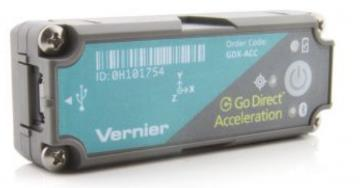 Order Code:
GDX-ACC
ID: 0H101754
Y
Z X
Go Direct®
Acceleration
Vernier